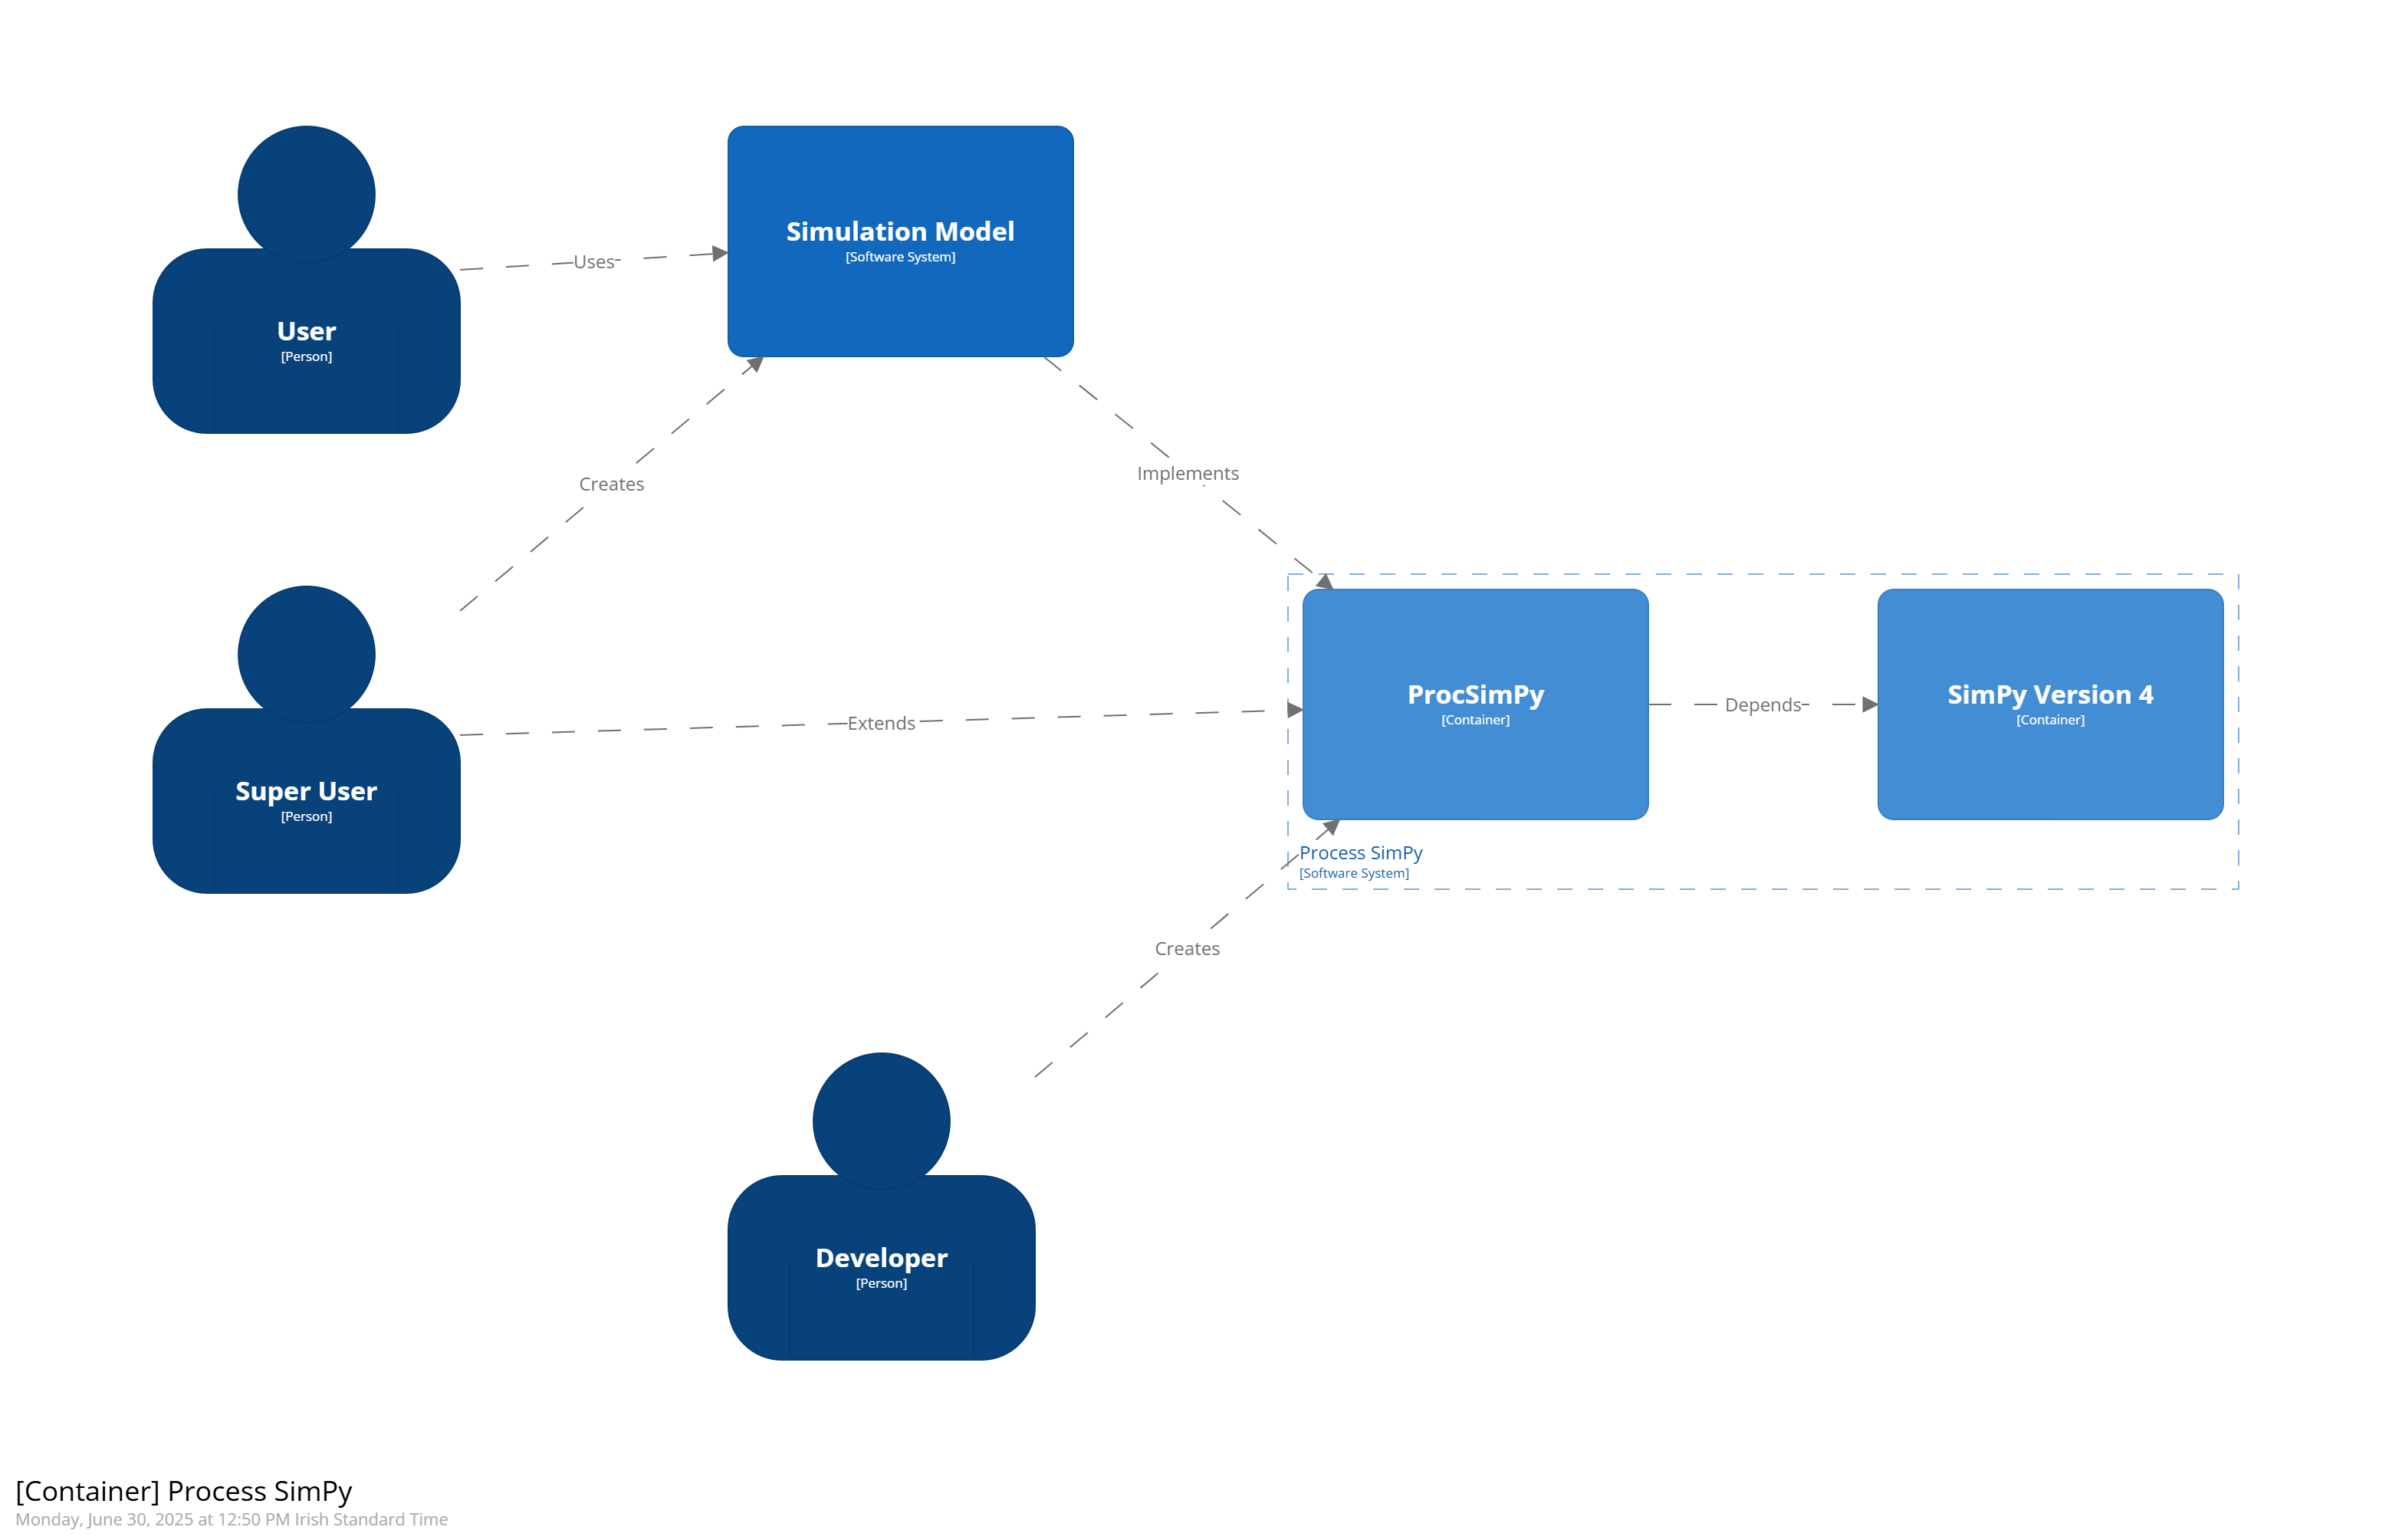 Simulation Model
[Software System]
Uses
User
[Person]
Creates
Implements
Super User
[Person]
Extends
ProcSimPy
[Container]
Depends
SimPy Version 4
[Container]
Process SimPy
[Software System]
Creates
Developer
[Person]
[Container] Process SimPy
Monday, June 30, 2025 at 12:50 PM Irish Standard Time